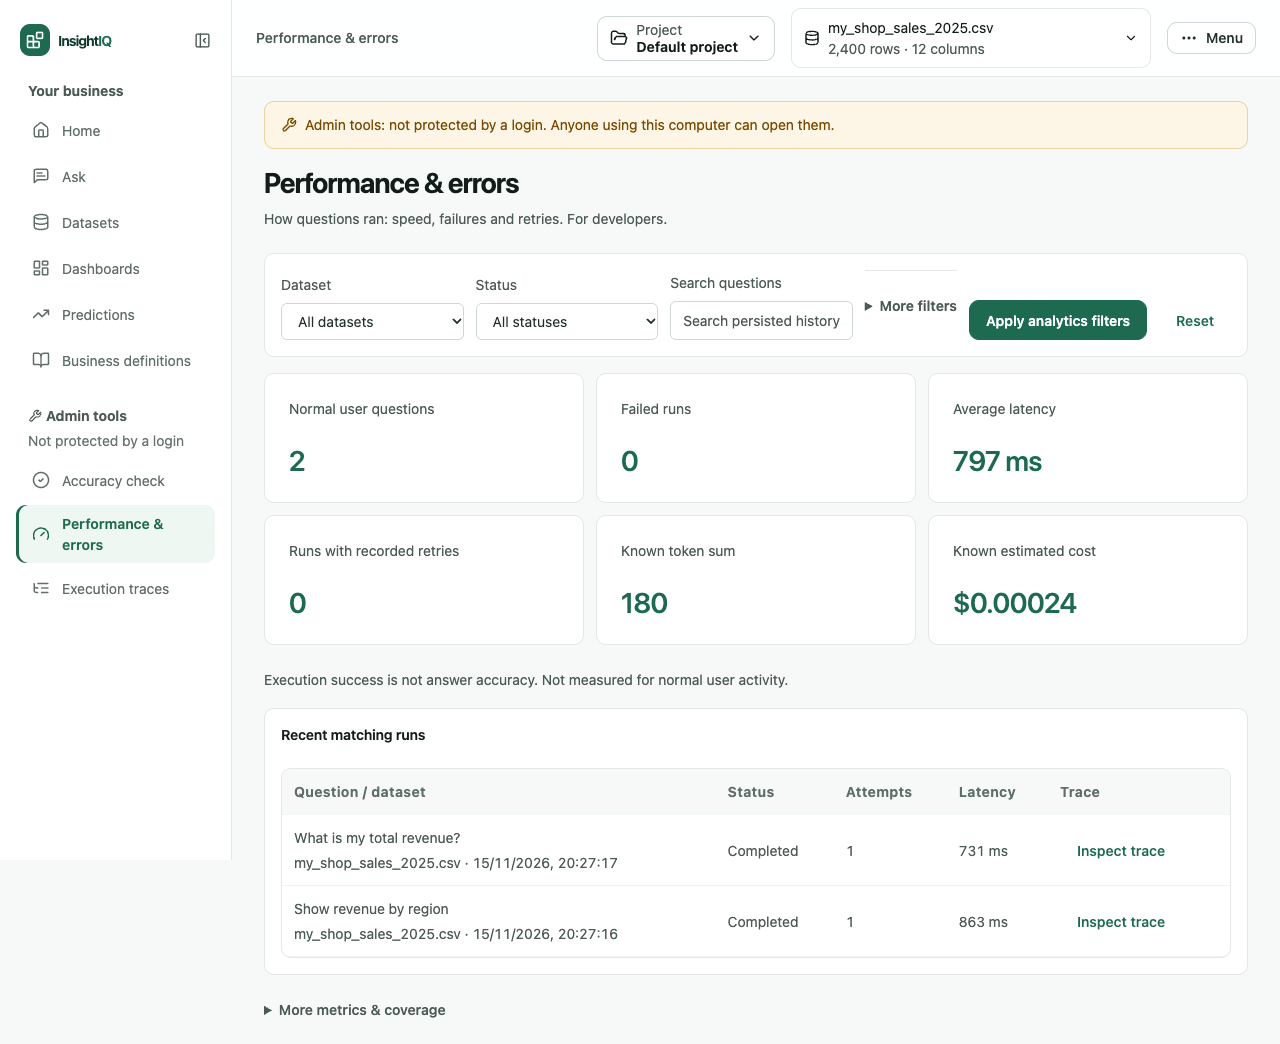 InsightIQ
Performance & errors
Project
Default project
my_shop_sales_2025.csv
2,400 rows · 12 columns
Menu
Your business
Home
Ask
Datasets
Dashboards
Predictions
Business definitions
Admin tools
Not protected by a login
Accuracy check
Performance &
errors
Execution traces
Admin tools: not protected by a login. Anyone using this computer can open them.
Performance & errors
How questions ran: speed, failures and retries. For developers.
Dataset
All datasets
Status
All statuses
Search questions
Search persisted history
More filters
Apply analytics filters
Reset
Normal user questions
2
Failed runs
0
Average latency
797 ms
Runs with recorded retries
0
Known token sum
180
Known estimated cost
$0.00024
Execution success is not answer accuracy. Not measured for normal user activity.
Recent matching runs
Question / dataset Status Attempts Latency Trace
What is my total revenue?
my_shop_sales_2025.csv · 15/11/2026, 20:27:17
Completed 1 731 ms Inspect trace
Show revenue by region
my_shop_sales_2025.csv · 15/11/2026, 20:27:16
Completed 1 863 ms Inspect trace
More metrics & coverage